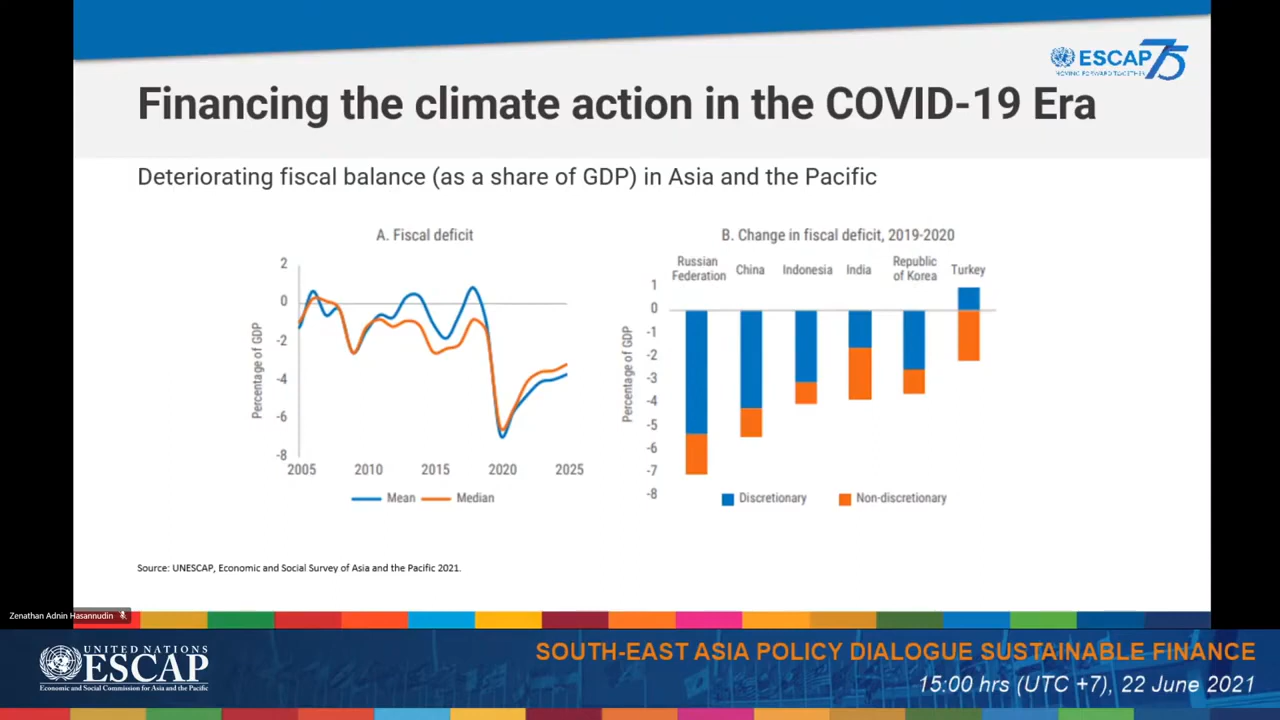 ESCAP 75
MOVING FORWARD TOGETHER
Financing the climate action in the COVID-19 Era
Deteriorating fiscal balance (as a share of GDP) in Asia and the Pacific
A. Fiscal deficit
Percentage of GDP
2
0
-2
-4
-6
-8
2005 2010 2015 2020 2025
Mean Median
B. Change in fiscal deficit, 2019-2020
Russian Federation China Indonesia India Republic of Korea Turkey
Percentage of GDP
1
0
-1
-2
-3
-4
-5
-6
-7
-8
Discretionary Non-discretionary
Source: UNESCAP, Economic and Social Survey of Asia and the Pacific 2021.
Zenathan Adnin Hasannudin
UNITED NATIONS
ESCAP
Economic and Social Commission for Asia and the Pacific
SOUTH-EAST ASIA POLICY DIALOGUE SUSTAINABLE FINANCE
15:00 hrs (UTC +7), 22 June 2021